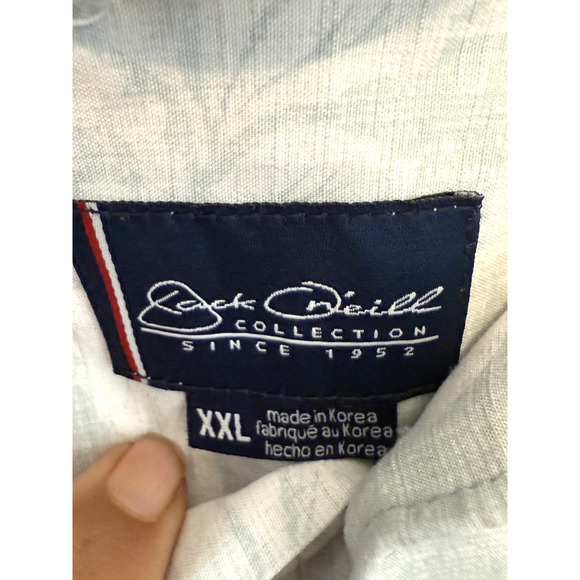 Jack O'Neill
COLLECTION
SINCE 1952
XXL
made in Korea
fabriqué au Korea
hecho en Korea